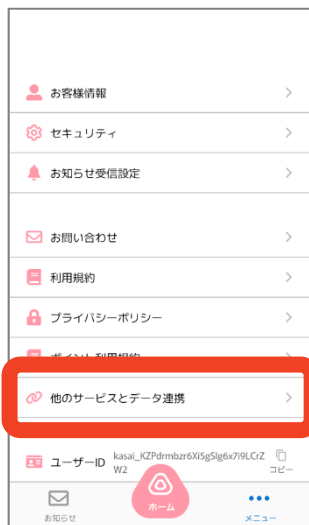 お客様情報
セキュリティ
お知らせ受信設定
お問い合わせ
利用規約
プライバシーポリシー
ポイント利用規約
他のサービスとデータ連携
ユーザーID
kasai_KZPdrmbzr6Xi5gSlg6x7i9LCrZ
W2
コピー
お知らせ
ホーム
メニュー